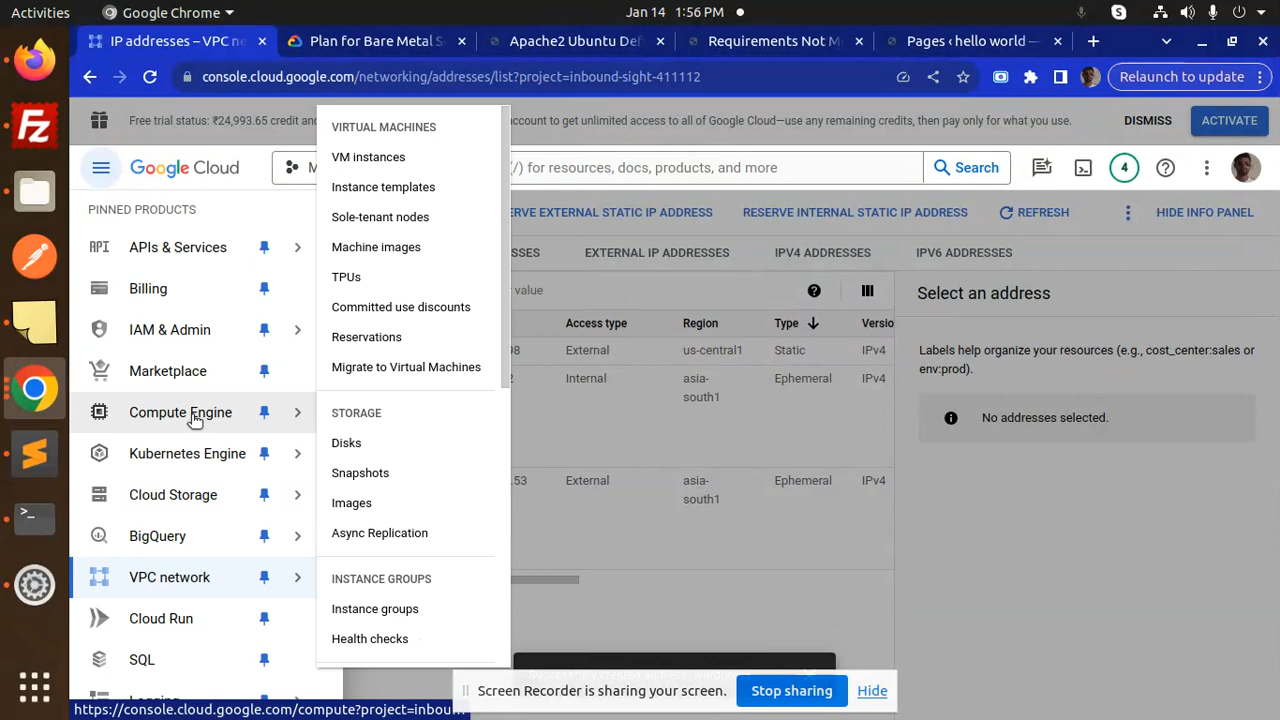 Activities
Google Chrome
Jan 14 1:56 PM
IP addresses – VPC ne
Plan for Bare Metal S
Apache2 Ubuntu Def
Requirements Not M
Pages ‹ hello world —
console.cloud.google.com/networking/addresses/list?project=inbound-sight-411112
Relaunch to update
Free trial status: ₹24,993.65 credit and
account to get unlimited access to all of Google Cloud—use any remaining credits, then pay only for what you use.
DISMISS
ACTIVATE
Google Cloud
M
(/) for resources, docs, products, and more
Search
4
PINNED PRODUCTS
API APIs & Services
Billing
IAM & Admin
Marketplace
Compute Engine
Kubernetes Engine
Cloud Storage
BigQuery
VPC network
Cloud Run
SQL
Logging
VIRTUAL MACHINES
VM instances
Instance templates
Sole-tenant nodes
Machine images
TPUs
Committed use discounts
Reservations
Migrate to Virtual Machines
STORAGE
Disks
Snapshots
Images
Async Replication
INSTANCE GROUPS
Instance groups
Health checks
ERVE EXTERNAL STATIC IP ADDRESS
RESERVE INTERNAL STATIC IP ADDRESS
REFRESH
HIDE INFO PANEL
SSES
EXTERNAL IP ADDRESSES
IPV4 ADDRESSES
IPV6 ADDRESSES
r value
Access type Region Type Versio
98 External us-central1 Static IPv4
2 Internal asia-south1 Ephemeral IPv4
.53 External asia-south1 Ephemeral IPv4
Select an address
Labels help organize your resources (e.g., cost_center:sales or
env:prod).
No addresses selected.
Screen Recorder is sharing your screen.
Stop sharing
Hide
https://console.cloud.google.com/compute?project=inboun